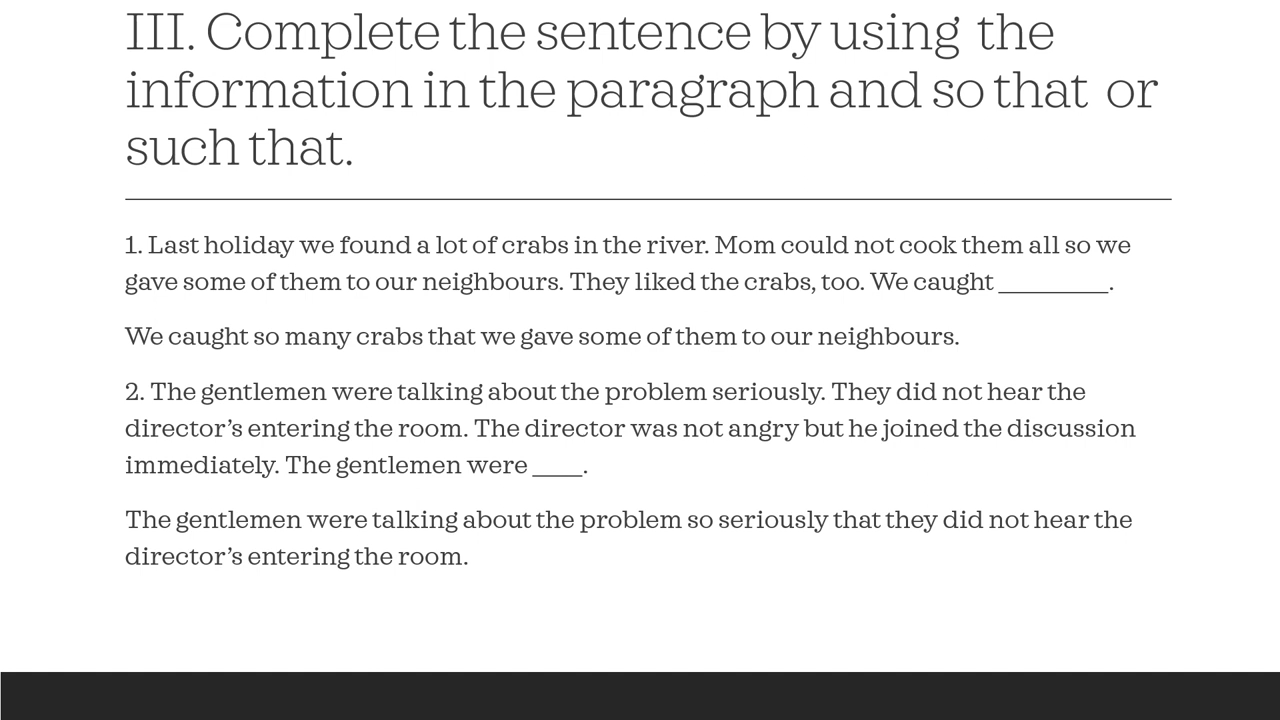 III. Complete the sentence by using the
information in the paragraph and so that or
such that.
1. Last holiday we found a lot of crabs in the river. Mom could not cook them all so we
gave some of them to our neighbours. They liked the crabs, too. We caught _________.
We caught so many crabs that we gave some of them to our neighbours.
2. The gentlemen were talking about the problem seriously. They did not hear the
director’s entering the room. The director was not angry but he joined the discussion
immediately. The gentlemen were ____.
The gentlemen were talking about the problem so seriously that they did not hear the
director’s entering the room.